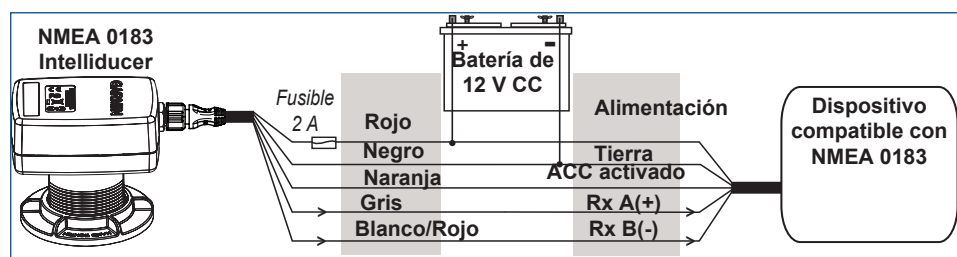 NMEA 0183
Intelliducer
GARMIN
Fusible
2 A
+ -
Batería de
12 V CC
Rojo
Negro
Naranja
Gris
Blanco/Rojo
Alimentación
Tierra
ACC activado
Rx A(+)
Rx B(-)
Dispositivo
compatible con
NMEA 0183